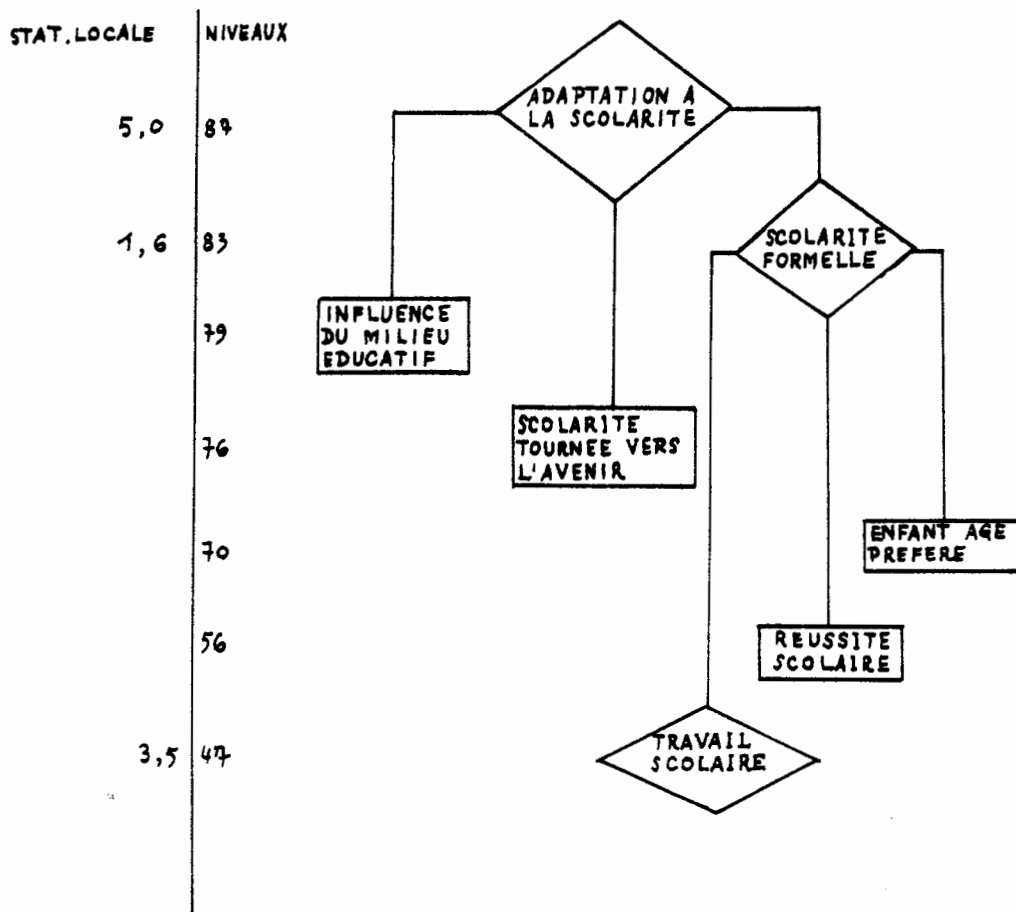 STAT. LOCALE
NIVEAUX
ADAPTATION A
LA SCOLARITE
5,0
87
SCOLARITE
FORMELLE
1,6
83
INFLUENCE
DU MILIEU
EDUCATIF
79
SCOLARITE
TOURNEE VERS
L'AVENIR
76
ENFANT AGE
PREFERE
70
REUSSITE
SCOLAIRE
56
TRAVAIL
SCOLAIRE
3,5
47